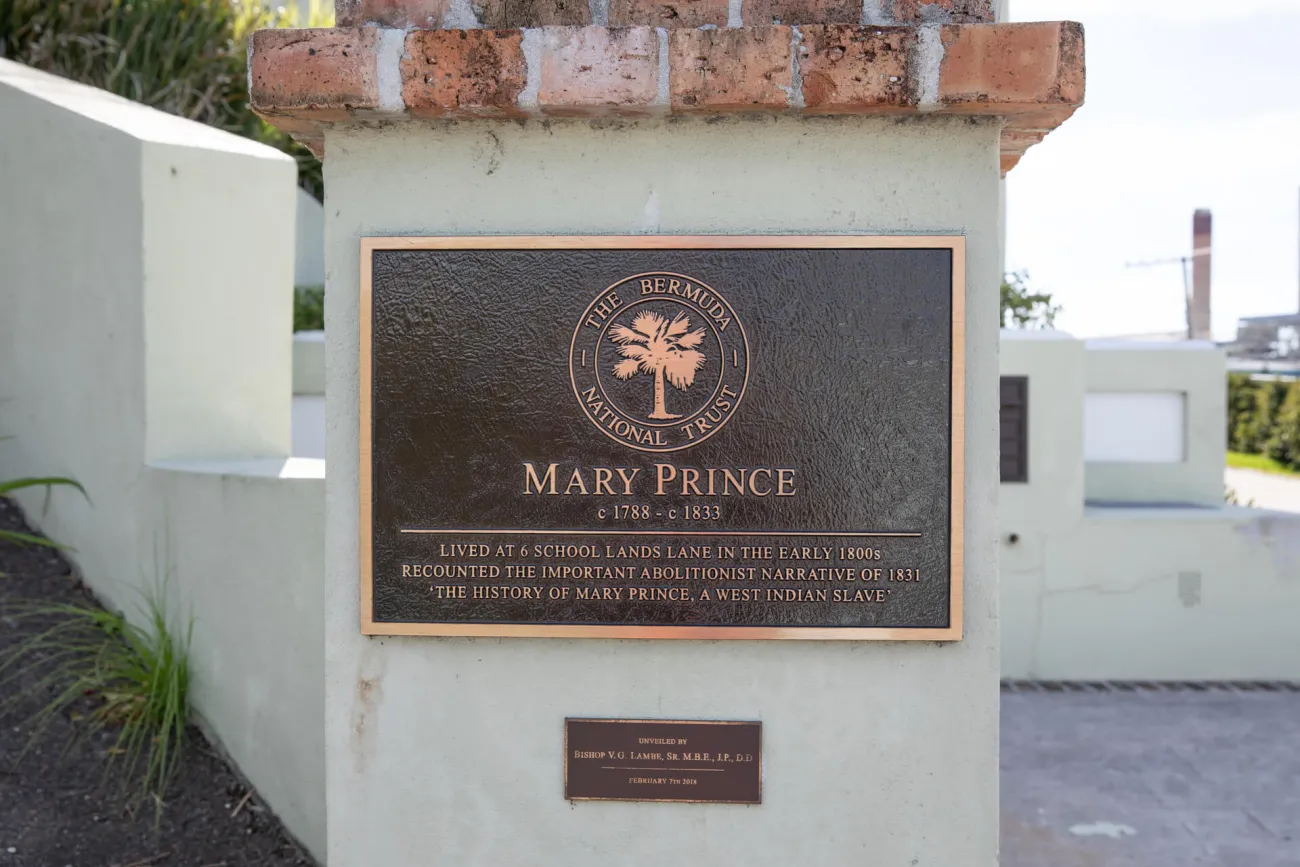 THE BERMUDA
NATIONAL TRUST
MARY PRINCE
c 1788 - c 1833
LIVED AT 6 SCHOOL LANDS LANE IN THE EARLY 1800s
RECOUNTED THE IMPORTANT ABOLITIONIST NARRATIVE OF 1831
‘THE HISTORY OF MARY PRINCE, A WEST INDIAN SLAVE’
UNVEILED BY
BISHOP V. G. LAMBE, SR. M.B.E., J.P., D.D
FEBRUARY 7TH 2018